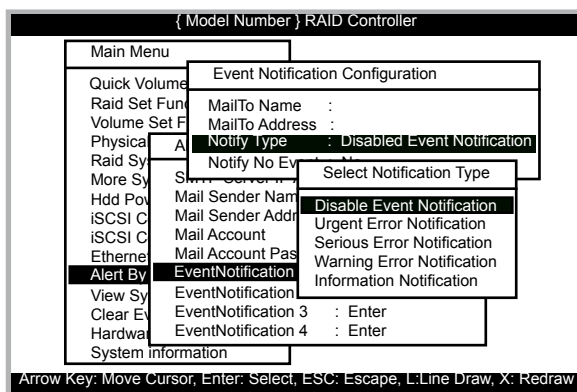 { Model Number } RAID Controller
Main Menu
Quick Volume
Raid Set Fun
Volume Set F
Physica
Raid Sy
More Sy
Hdd Pow
iSCSI C
iSCSI C
Etherne
Alert By
View Sy
Clear Ev
Hardwa
System information
A
Mail Sender Nam
Mail Sender Addr
Mail Account
Mail Account Pas
EventNotification
EventNotification
EventNotification 3 : Enter
EventNotification 4 : Enter
Event Notification Configuration
MailTo Name :
MailTo Address :
Notify Type : Disabled Event Notification
Notify No Event : No
Select Notification Type
Disable Event Notification
Urgent Error Notification
Serious Error Notification
Warning Error Notification
Information Notification
Arrow Key: Move Cursor, Enter: Select, ESC: Escape, L:Line Draw, X: Redraw